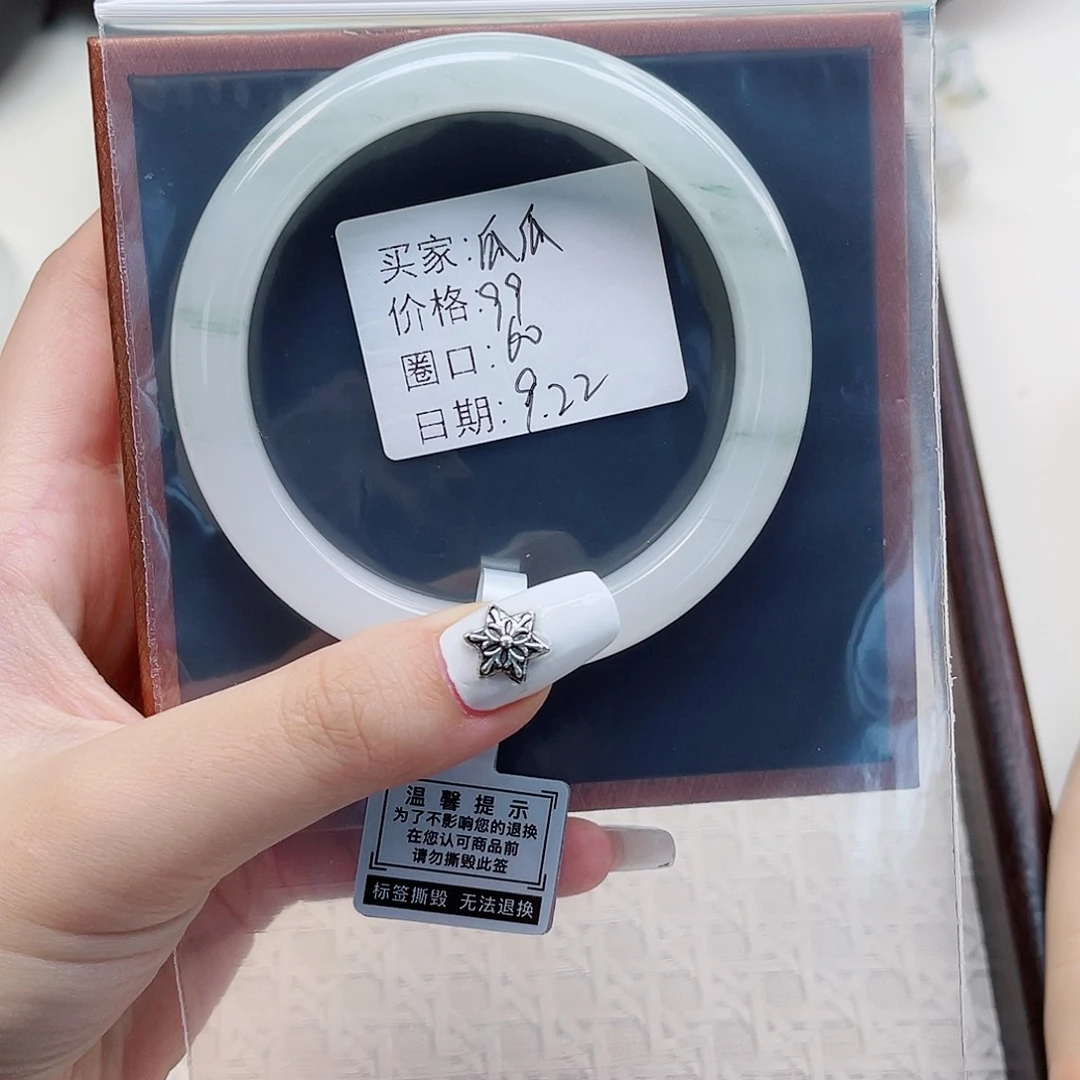 买家:瓜瓜
价格:99
圈口:60
日期:9.22
温馨提示
为了不影响您的退换
在您认可商品前
请勿撕毁此签
标签撕毁 无法退换